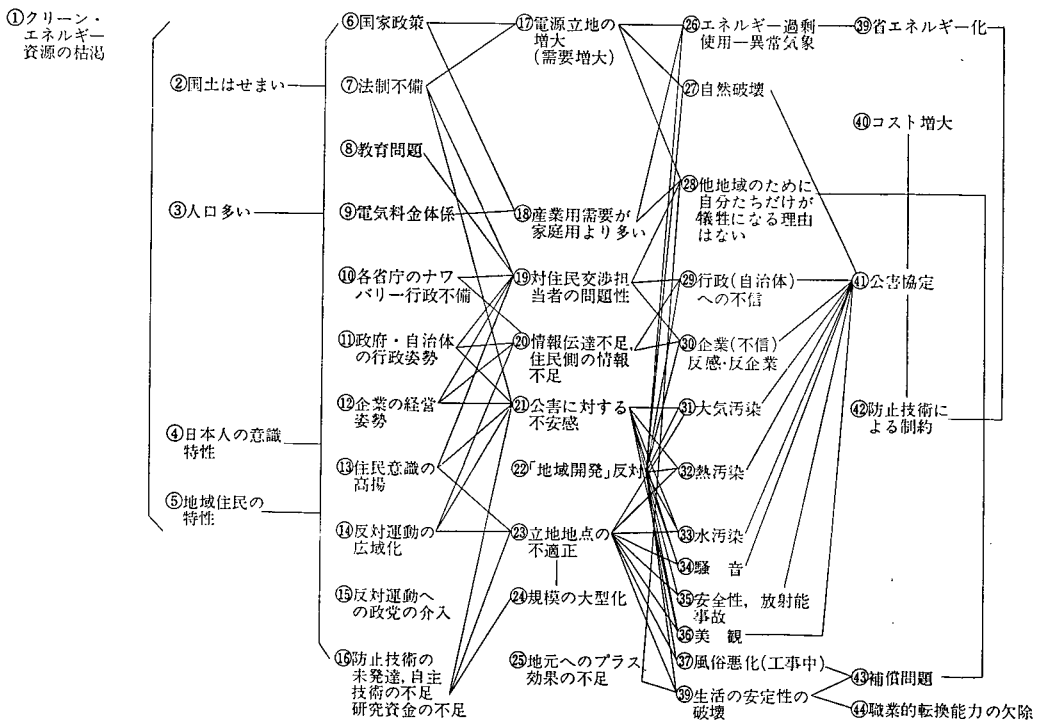 ①クリーン・
エネルギー
資源の枯渇
②国土はせまい
③人口多い
④日本人の意識
特性
⑤地域住民の
特性
⑥国家政策
⑦法制不備
⑧教育問題
⑨電気料金体係
⑩各省庁のナワ
バリー行政不備
⑪政府・自治体
の行政姿勢
⑫企業の経営
姿勢
⑬住民意識の
高揚
⑭反対運動の
広域化
⑮反対運動へ
の政党の介入
⑯防止技術の
未発達,自主
技術の不足
研究資金の不足
⑰電源立地の
増大
(需要増大)
⑱産業用需要が
家庭用より多い
⑲対住民交渉担
当者の問題性
⑳情報伝達不足,
住民側の情報
不足
㉑公害に対する
不安感
㉒「地域開発」反対
㉓立地地点の
不適正
㉔規模の大型化
㉕地元へのプラス
効果の不足
㉖エネルギー過剰
使用ー異常気象
㉗自然破壊
㉘他地域のために
自分たちだけが
犠牲になる理由
はない
㉙行政(自治体)
への不信
㉚企業(不信)
反感・反企業
㉛大気汚染
㉜熱汚染
㉝水汚染
㉞騒 音
㉟安全性,放射能
事故
㊱美 観
㊲風俗悪化(工事中)
㊴生活の安定性の
破壊
㊴省エネルギー化
㊵コスト増大
㊶公害協定
㊷防止技術に
よる制約
㊸補償問題
㊹職業的転換能力の欠除